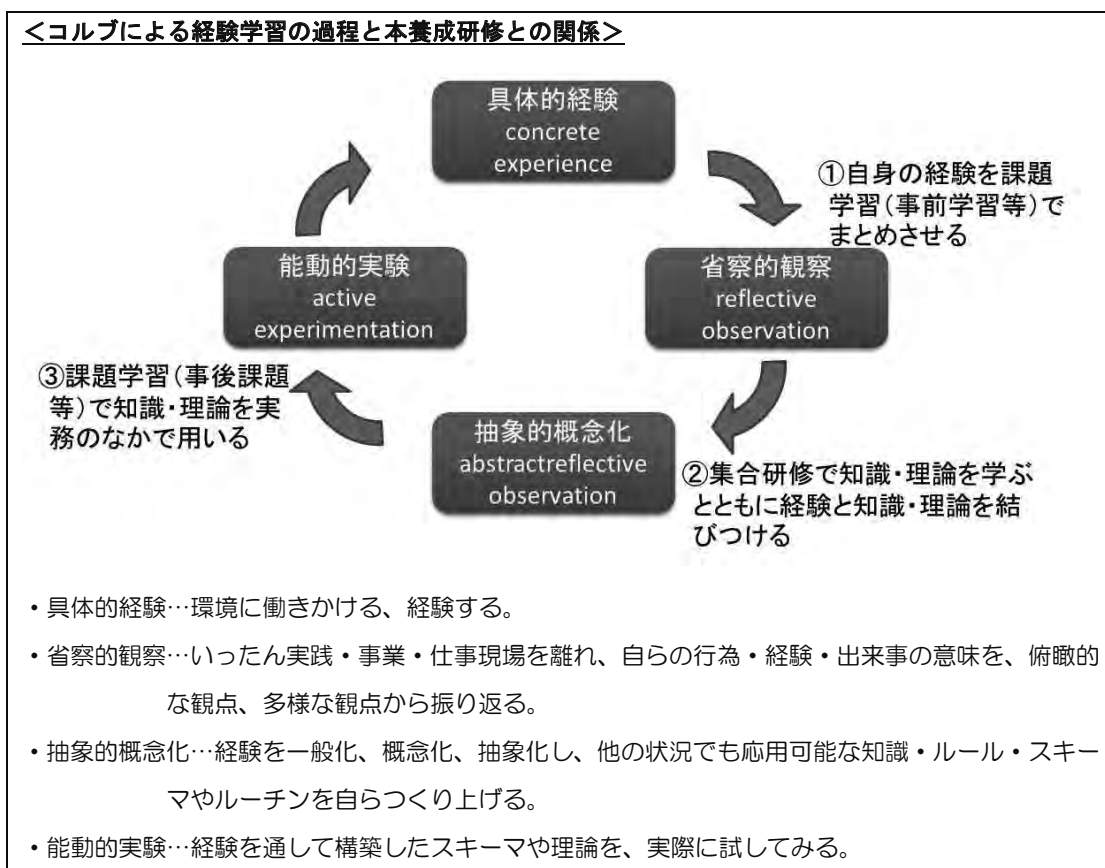 ＜コルブによる経験学習の過程と本養成研修との関係＞
具体的経験
concrete
experience
①自身の経験を課題
学習（事前学習等）で
まとめさせる
能動的実験
active
experimentation
省察的観察
reflective
observation
③課題学習（事後課題
等）で知識・理論を実
務のなかで用いる
抽象的概念化
abstractreflective
observation
②集合研修で知識・理論を学ぶ
とともに経験と知識・理論を結
びつける
・具体的経験…環境に働きかける、経験する。
・省察的観察…いったん実践・事業・仕事現場を離れ、自らの行為・経験・出来事の意味を、俯瞰的
な観点、多様な観点から振り返る。
・抽象的概念化…経験を一般化、概念化、抽象化し、他の状況でも応用可能な知識・ルール・スキー
マやルーチンを自らつくり上げる。
・能動的実験…経験を通して構築したスキーマや理論を、実際に試してみる。